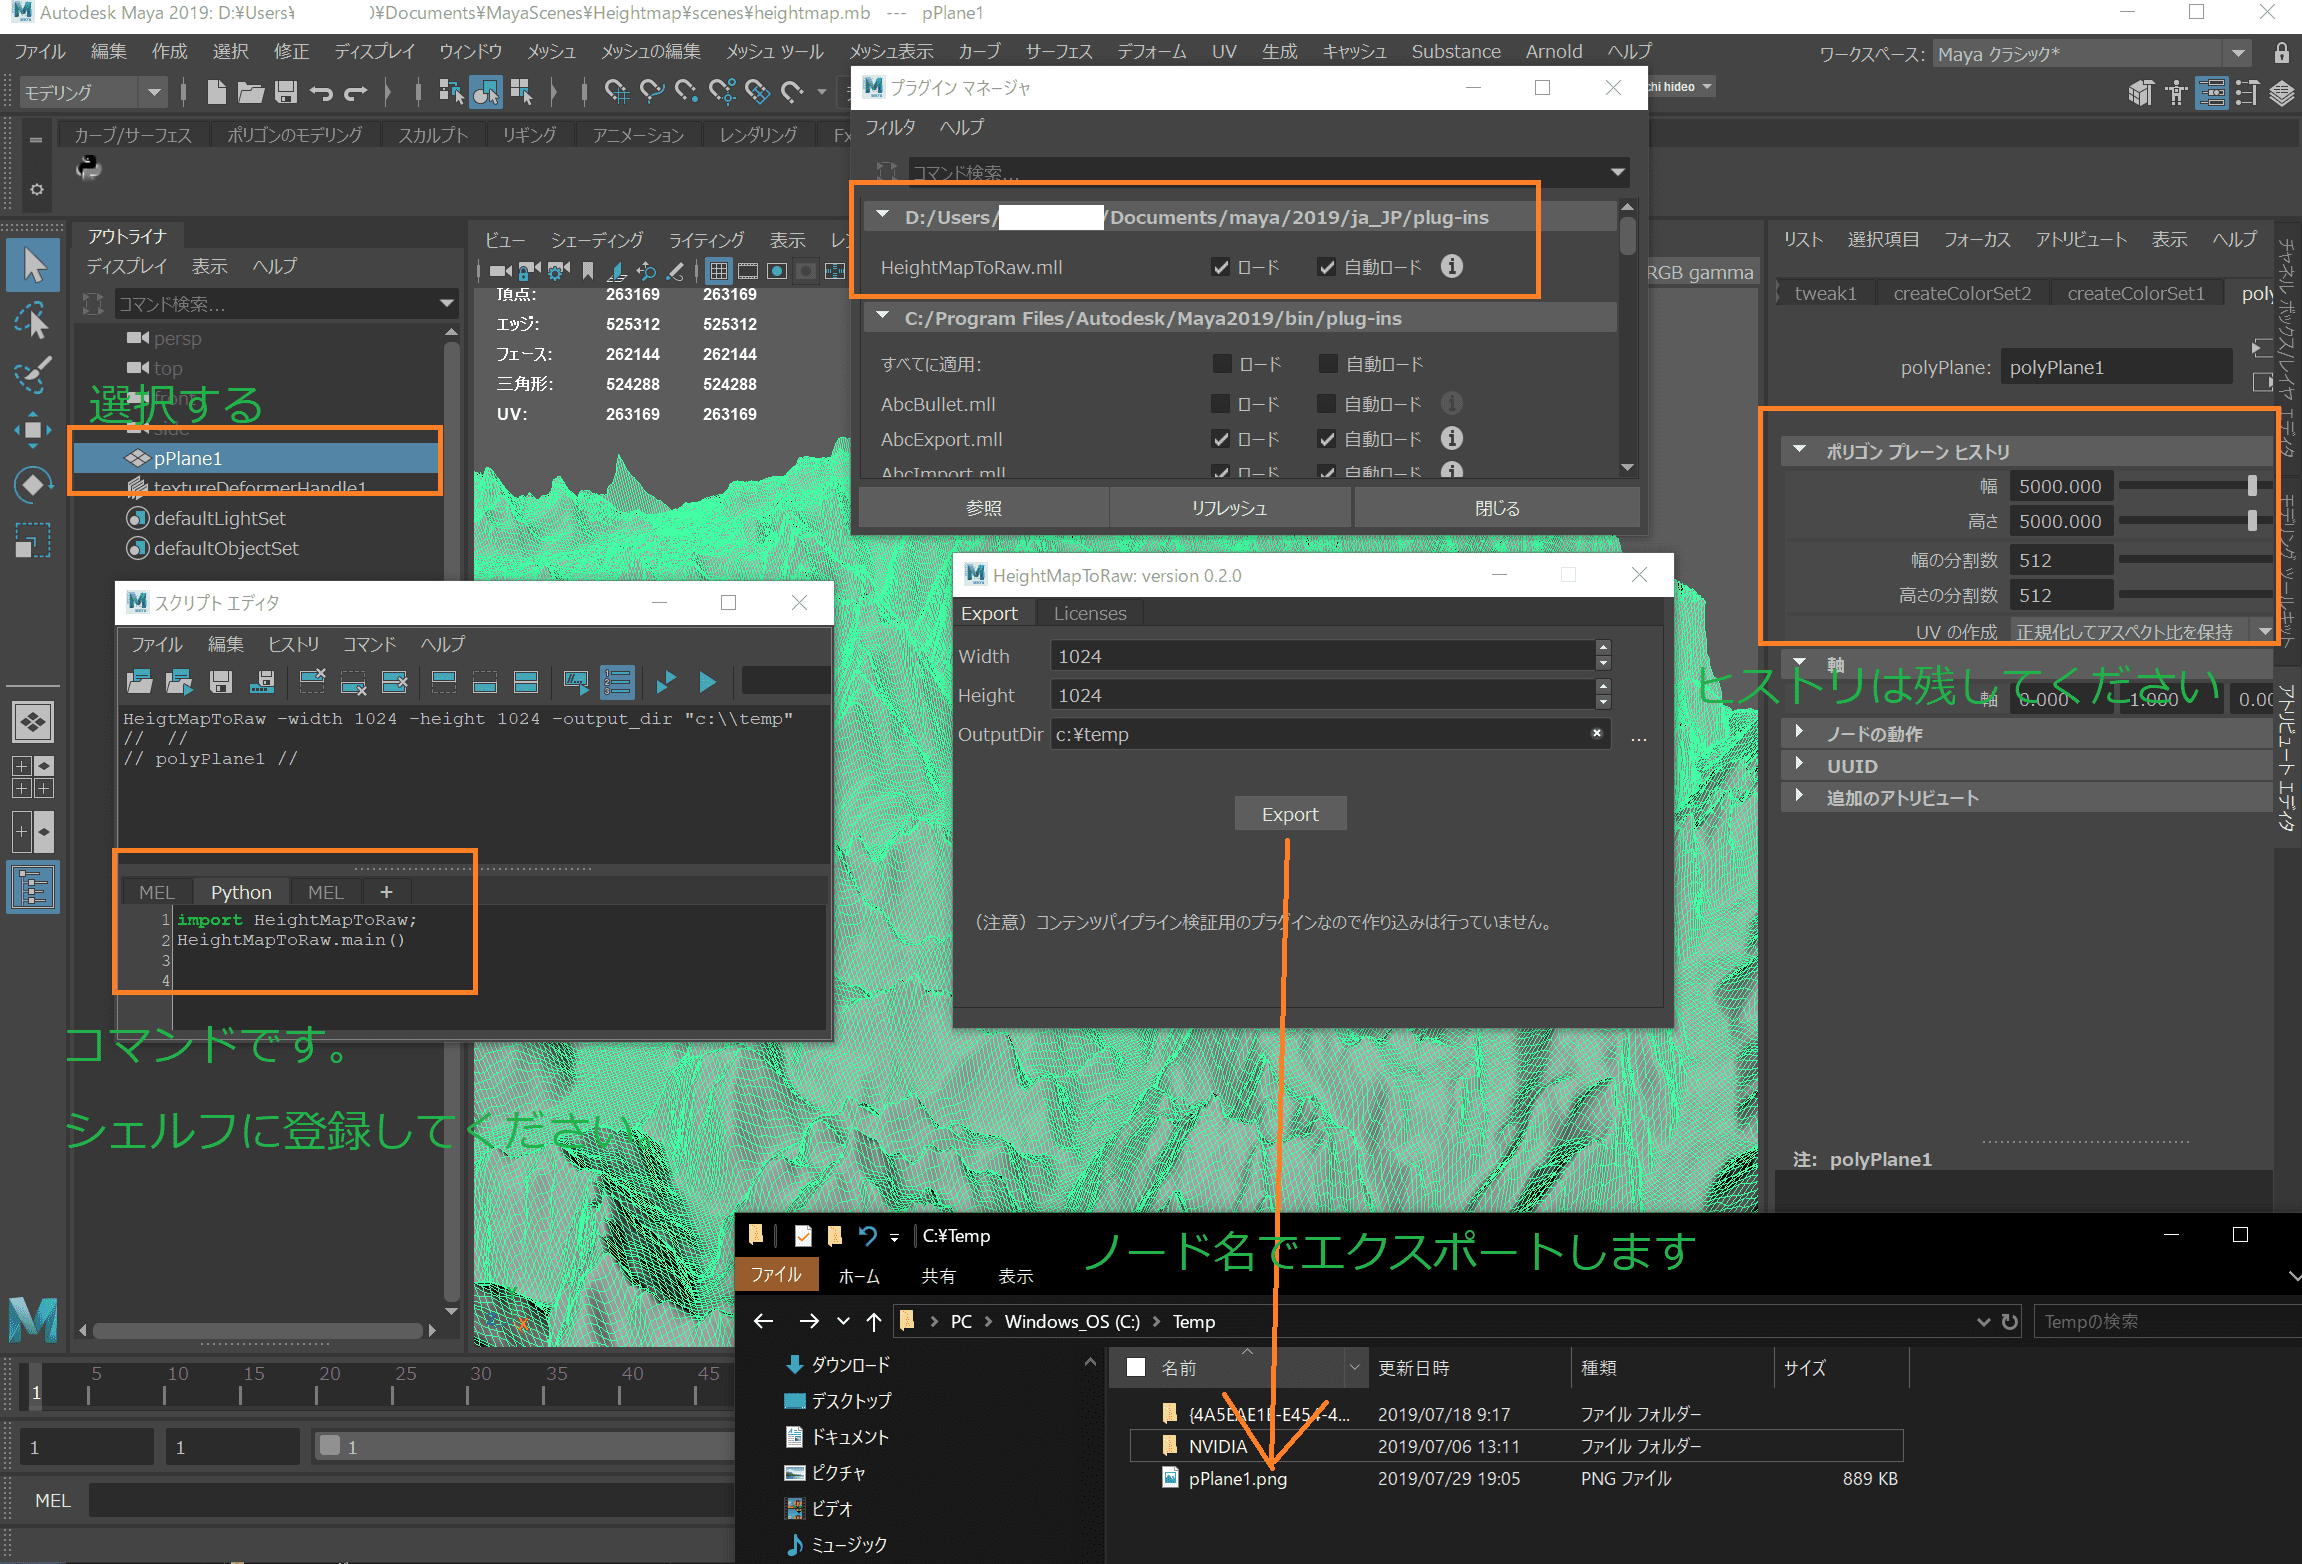 Autodesk Maya 2019: D:¥Users¥ )¥Documents¥MayaScenes¥Heightmap¥scenes¥heightmap.mb --- pPlane1
ファイル 編集 作成 選択 修正 ディスプレイ ウィンドウ メッシュ メッシュの編集 メッシュ ツール メッシュ表示 カーブ サーフェス デフォーム UV 生成 キャッシュ Substance Arnold ヘルプ
ワークスペース: Maya クラシック*
モデリング
chi hideo
カーブ/サーフェス ポリゴンのモデリング スカルプト リギング アニメーション レンダリング
プラグイン マネージャ
フィルタ ヘルプ
コマンド検索...
D:/Users/ /Documents/maya/2019/ja_JP/plug-ins
HeightMapToRaw.mll ロード 自動ロード
C:/Program Files/Autodesk/Maya2019/bin/plug-ins
すべてに適用: ロード 自動ロード
AbcBullet.mll ロード 自動ロード
AbcExport.mll ロード 自動ロード
AbcImport.mll ロード 自動ロード
参照 リフレッシュ 閉じる
アウトライナ
ディスプレイ 表示 ヘルプ
コマンド検索...
persp
top
front
side
選択する
pPlane1
textureDeformerHandle1
defaultLightSet
defaultObjectSet
ビュー シェーディング ライティング 表示
頂点: 263169 263169
エッジ: 525312 525312
フェース: 262144 262144
三角形: 524288 524288
UV: 263169 263169
RGB gamma
リスト 選択項目 フォーカス アトリビュート 表示 ヘルプ
tweak1 createColorSet2 createColorSet1 poly
polyPlane: polyPlane1
ポリゴン プレーン ヒストリ
幅 5000.000
高さ 5000.000
幅の分割数 512
高さの分割数 512
UV の作成 正規化してアスペクト比を保持
軸
軸 0.000 1.000 0.00
ヒストリは残してください
ノードの動作
UUID
追加のアトリビュート
注: polyPlane1
チャネル ボックス/レイヤ エディタ
モデリング ツールキット
アトリビュート エディタ
スクリプト エディタ
ファイル 編集 ヒストリ コマンド ヘルプ
HeigtMapToRaw -width 1024 -height 1024 -output_dir "c:\\temp"
// //
// polyPlane1 //
MEL Python MEL +
1 import HeightMapToRaw;
2 HeightMapToRaw.main()
3
4
コマンドです。
シェルフに登録してください
HeightMapToRaw: version 0.2.0
Export Licenses
Width 1024
Height 1024
OutputDir c:¥temp ...
Export
（注意）コンテンツパイプライン検証用のプラグインなので作り込みは行っていません。
ノード名でエクスポートします
C:¥Temp
ファイル ホーム 共有 表示
PC Windows_OS (C:) Temp
Tempの検索
ダウンロード
デスクトップ
ドキュメント
ピクチャ
ビデオ
ミュージック
名前 更新日時 種類 サイズ
{4A5EAE1E-E454-4... 2019/07/18 9:17 ファイル フォルダー
NVIDIA 2019/07/06 13:11 ファイル フォルダー
pPlane1.png 2019/07/29 19:05 PNG ファイル 889 KB
1 5 10 15 20 25 30 35 40 45
1 1 1
MEL